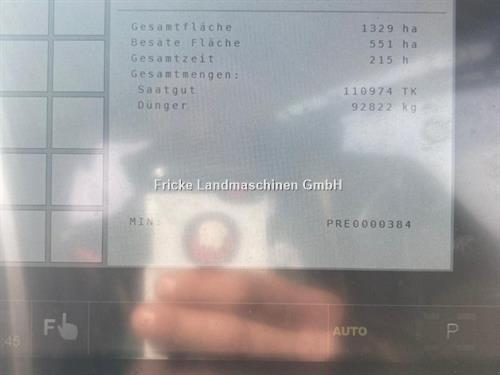 Gesamtfläche 1329 ha
Besäte Fläche 551 ha
Gesamtzeit 215 h
Gesamtmengen:
Saatgut 110974 TK
Dünger 92822 kg
Fricke Landmaschinen GmbH
MIN: PRE0000384
:45 F AUTO P